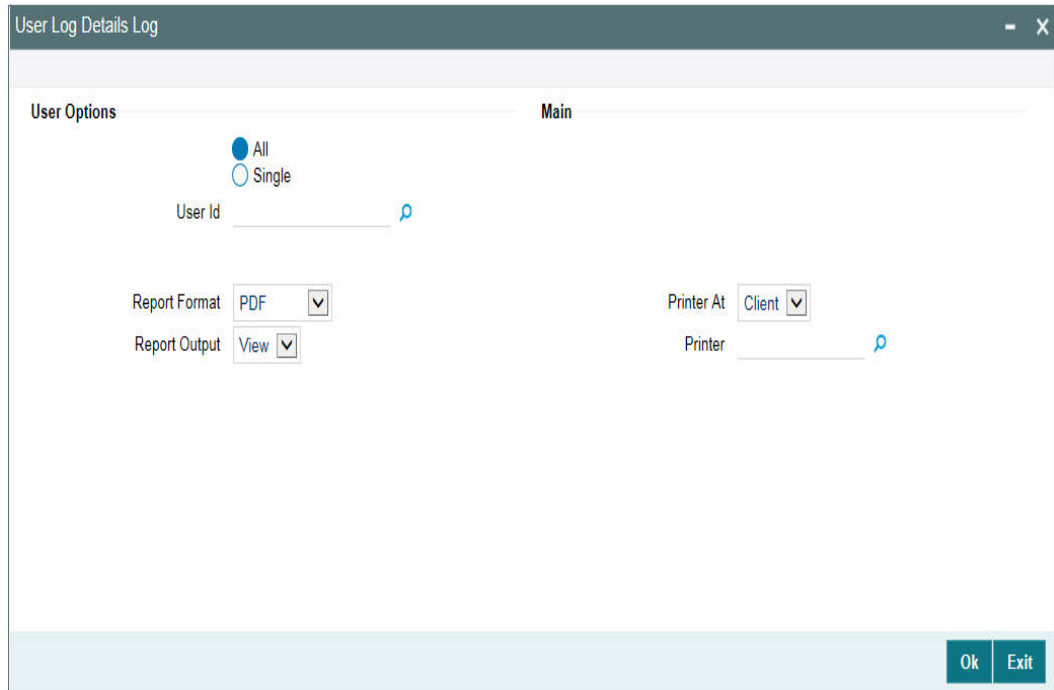 User Log Details Log
User Options
Main
All
Single
User Id
Report Format PDF
Printer At Client
Report Output View
Printer
Ok Exit